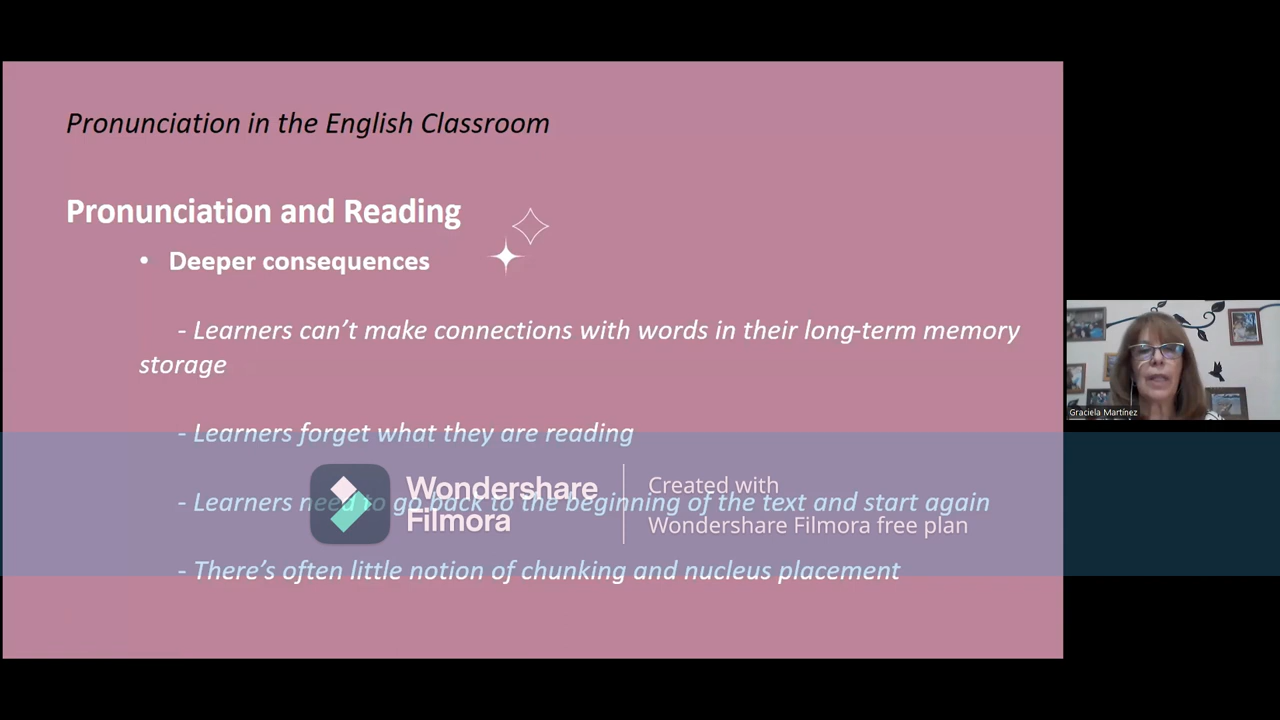 Pronunciation in the English Classroom
Pronunciation and Reading
• Deeper consequences
- Learners can’t make connections with words in their long-term memory
storage
- Learners forget what they are reading
- Learners need to go back to the beginning of the text and start again
- There’s often little notion of chunking and nucleus placement
Wondershare
Filmora
Created with
Wondershare Filmora free plan
Graciela Martínez